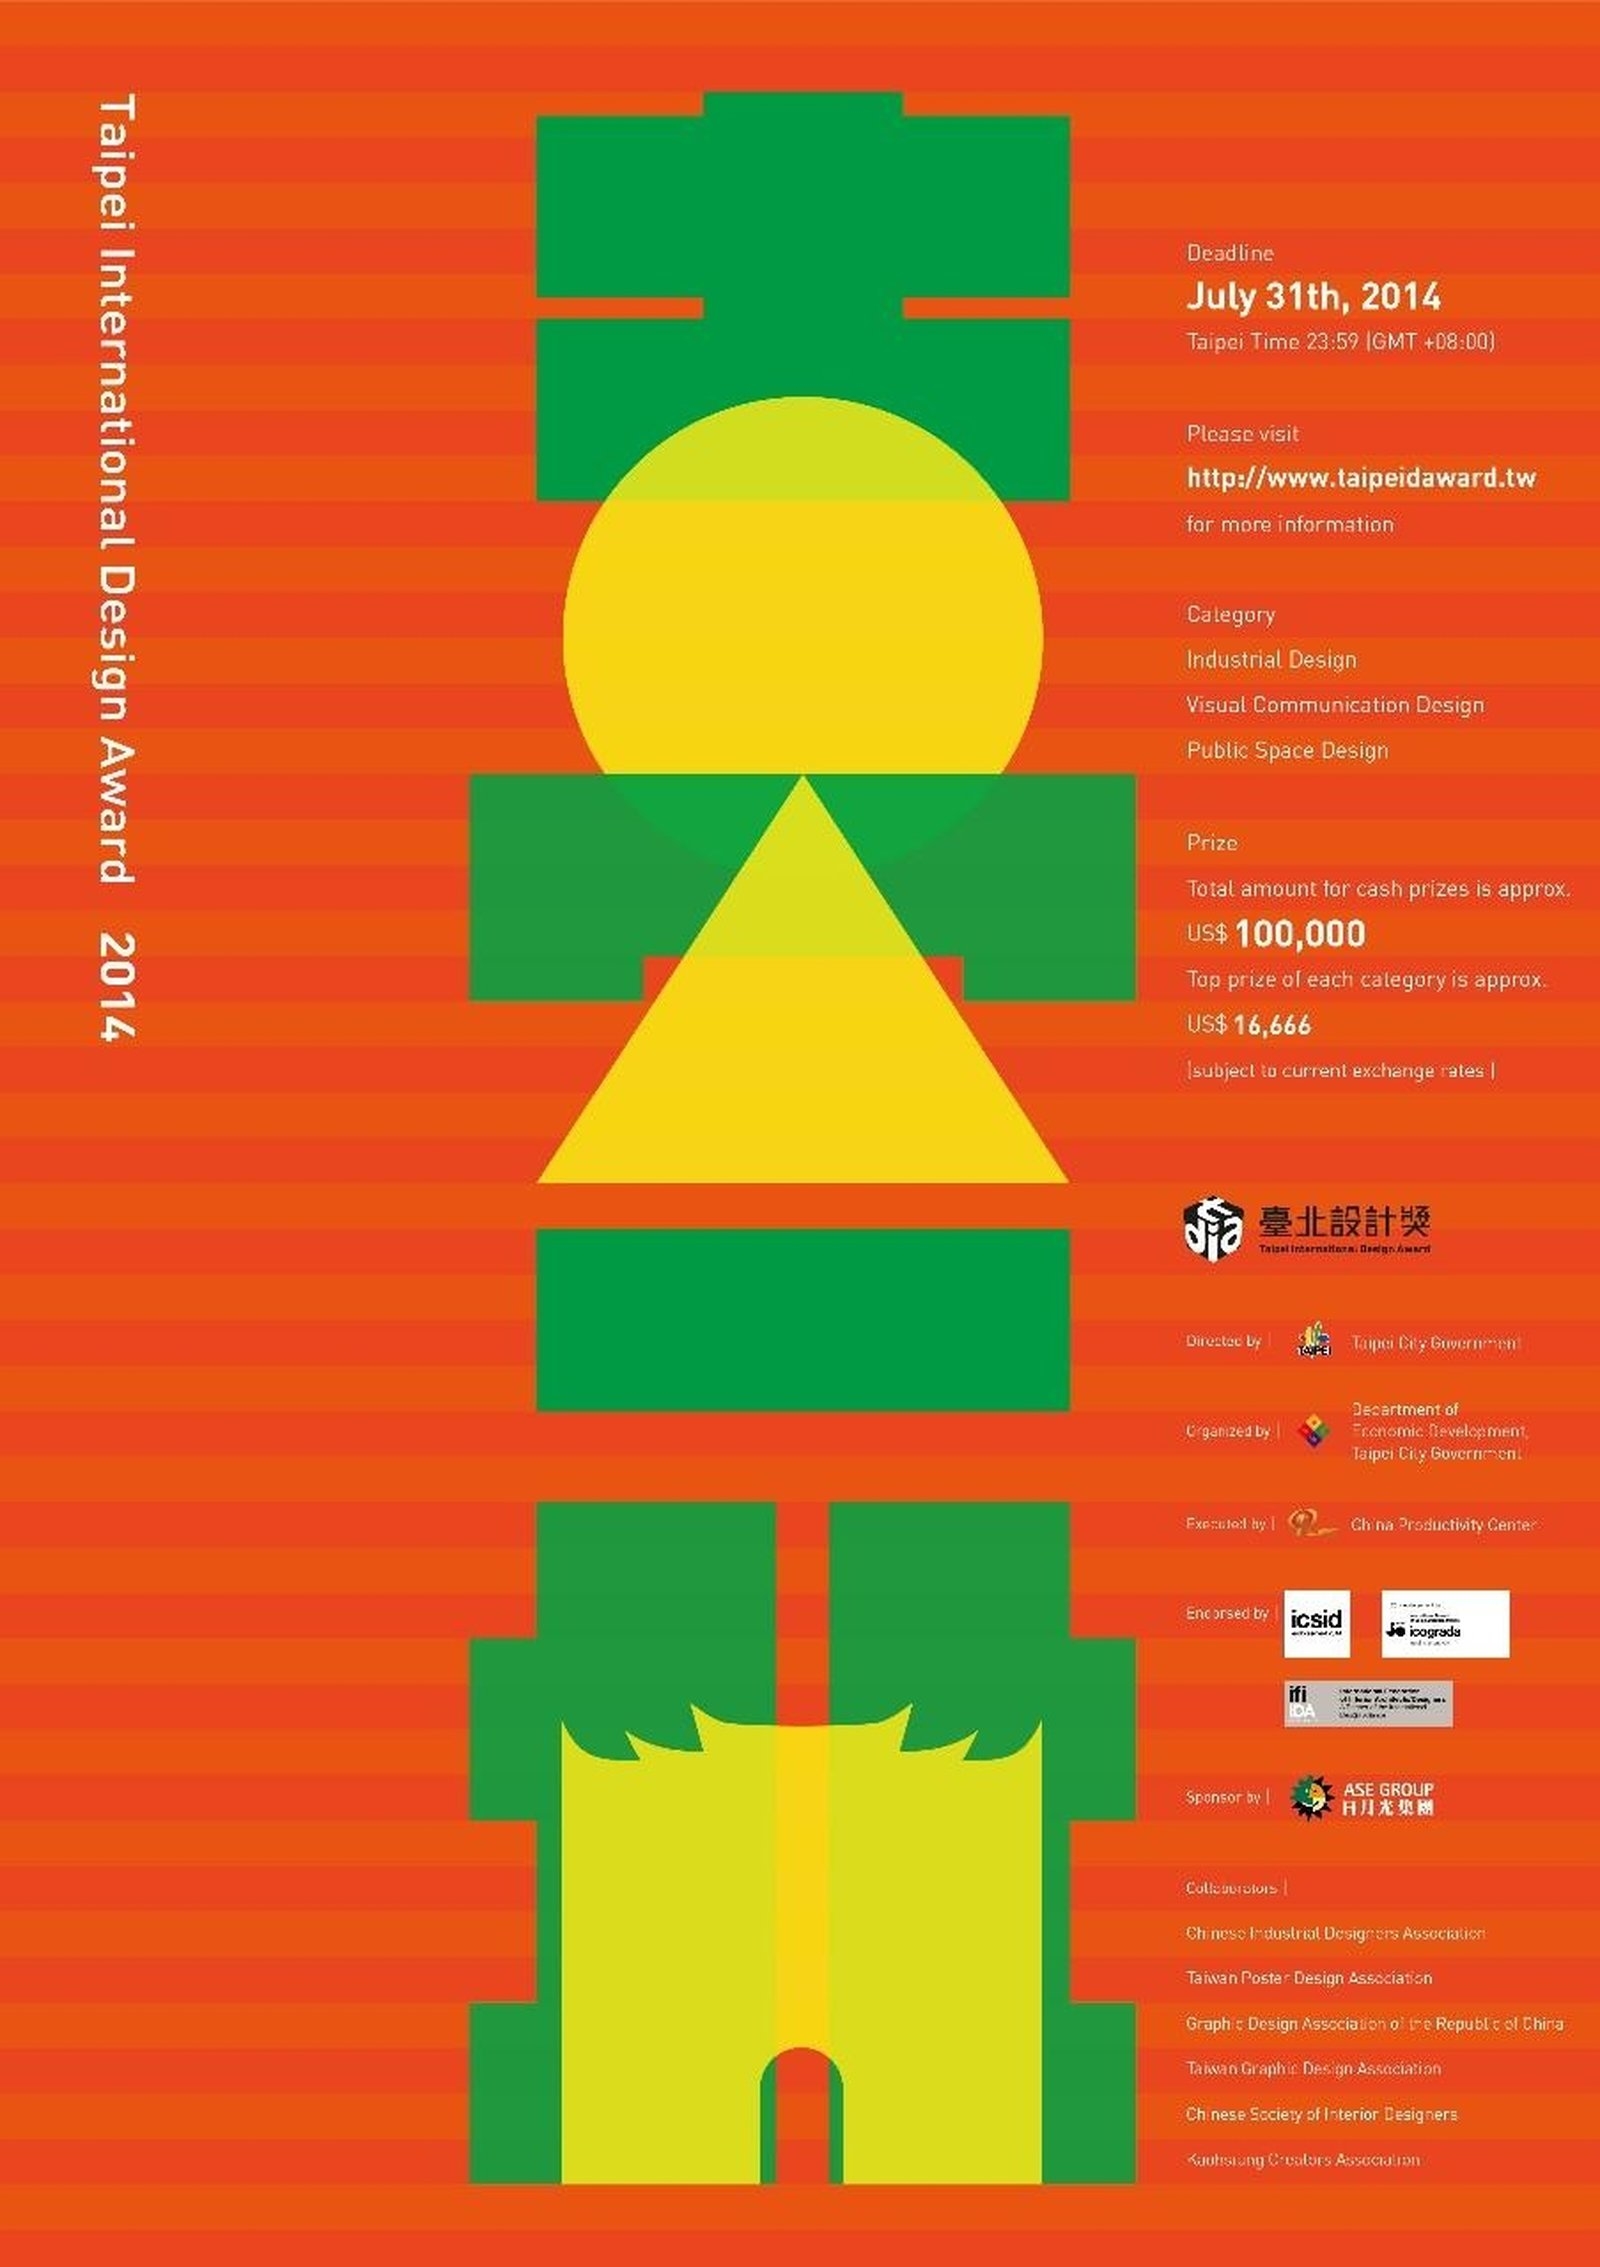 Taipei International Design Award 2014
Deadline
July 31th, 2014
Taipei Time 23:59 (GMT +08:00)
Please visit
http://www.taipeidaward.tw
for more information
Category
Industrial Design
Visual Communication Design
Public Space Design
Prize
Total amount for cash prizes is approx.
US$ 100,000
Top prize of each category is approx.
US$ 16,666
(subject to current exchange rates )
臺北設計獎
Taipei International Design Award
Directed by |
TAIPEI
Taipei City Government
Organized by |
Department of
Economic Development,
Taipei City Government
Executed by |
China Productivity Center
Endorsed by |
icsid
icograda
ifi
IDA
Sponsor by |
ASE GROUP
日月光集團
Collaborators |
Chinese Industrial Designers Association
Taiwan Poster Design Association
Graphic Design Association of the Republic of China
Taiwan Graphic Design Association
Chinese Society of Interior Designers
Kaohsiung Creators Association